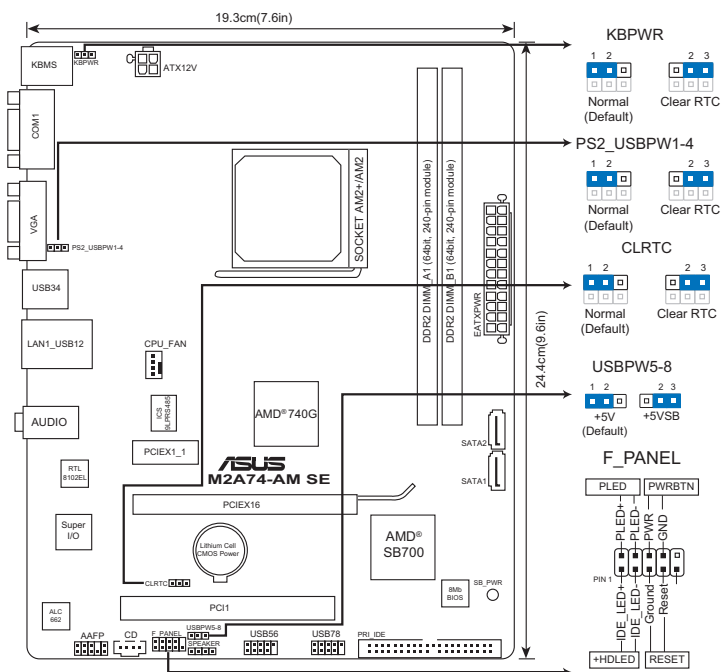 19.3cm(7.6in)
KBMS
KBPWR
ATX12V
COM1
VGA
PS2_USBPW1-4
SOCKET AM2+/AM2
DDR2 DIMM_A1 (64bit, 240-pin module)
DDR2 DIMM_B1 (64bit, 240-pin module)
EATXPWR
24.4cm(9.6in)
USB34
LAN1_USB12
CPU_FAN
AUDIO
ICS
9LPRS485
AMD® 740G
PCIEX1_1
SATA2
SATA1
RTL
8102EL
ASUS
M2A74-AM SE
PCIEX16
Super
I/O
Lithium Cell
CMOS Power
AMD®
SB700
CLRTC
8Mb
BIOS
SB_PWR
PCI1
ALC
662
AAFP
CD
F_PANEL
USBPW5-8
SPEAKER
USB56
USB78
PRI_IDE
KBPWR
1 2
2 3
Normal
(Default)
Clear RTC
PS2_USBPW1-4
1 2
2 3
Normal
(Default)
Clear RTC
CLRTC
1 2
2 3
Normal
(Default)
Clear RTC
USBPW5-8
1 2
2 3
+5V
(Default)
+5VSB
F_PANEL
PLED
PWRBTN
PLED+
PLED-
PWR
GND
PIN 1
IDE_LED+
IDE_LED-
Ground
Reset
+HDLED
RESET